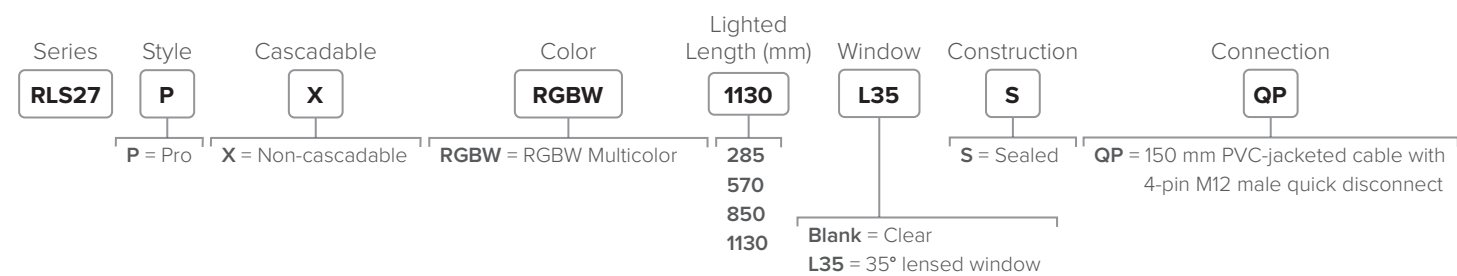 Series Style Cascadable Color Lighted Length (mm) Window Construction Connection
RLS27 P X RGBW 1130 L35 S QP
P = Pro
X = Non-cascadable
RGBW = RGBW Multicolor
285
570
850
1130
Blank = Clear
L35 = 35° lensed window
S = Sealed
QP = 150 mm PVC-jacketed cable with
4-pin M12 male quick disconnect